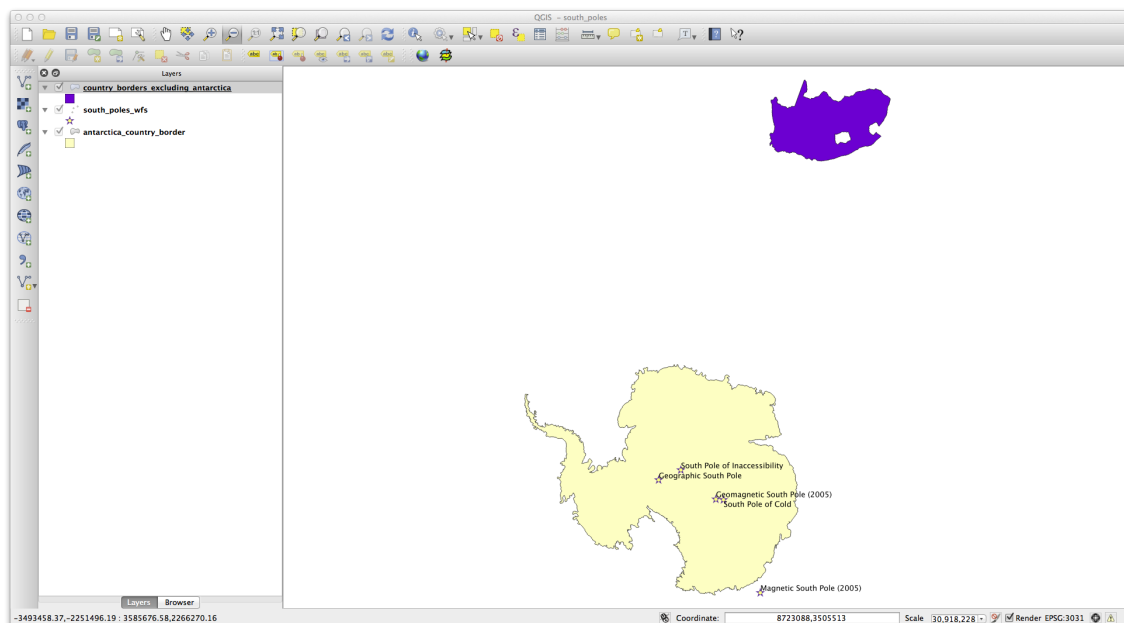 QGIS - south_poles
Layers
country_borders_excluding_antarctica
south_poles_wfs
antarctica_country_border
South Pole of Inaccessibility
Geographic South Pole
Geomagnetic South Pole (2005)
South Pole of Cold
Magnetic South Pole (2005)
Layers Browser
-3493458.37,-2251496.19 : 3585676.58,2266270.16 Coordinate: 8723088,3505513 Scale 30,918,228 Render EPSG:3031